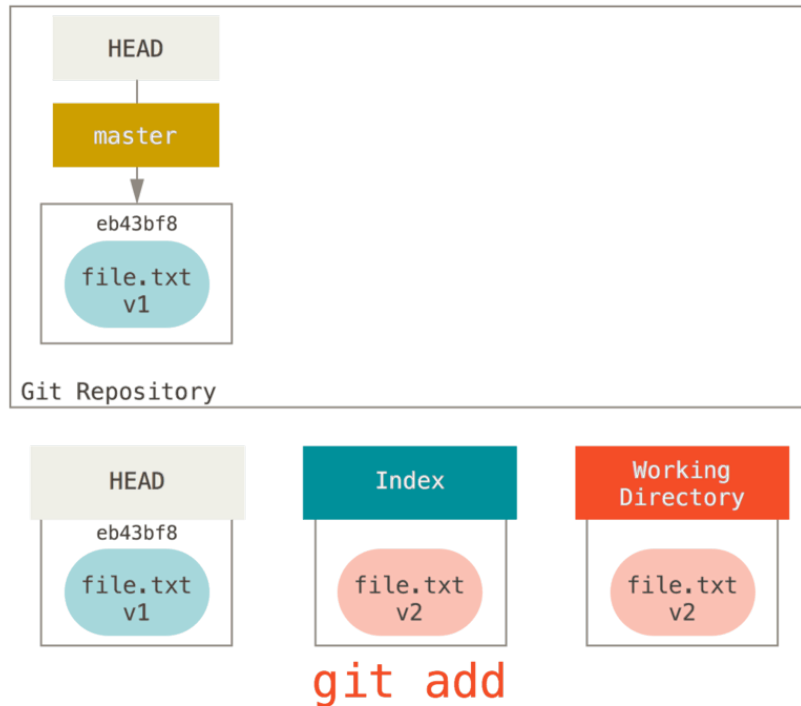 HEAD
master
eb43bf8
file.txt
v1
Git Repository
HEAD
Index
Working
Directory
eb43bf8
file.txt
v1
file.txt
v2
file.txt
v2
git add